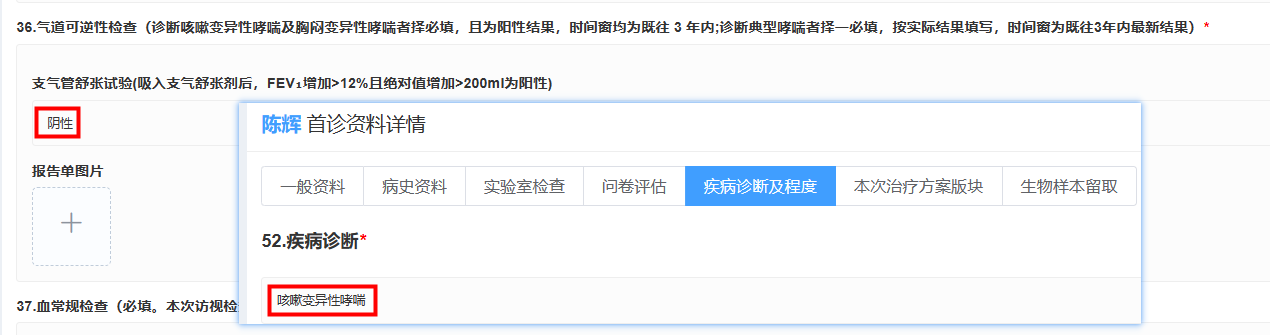 36.气道可逆性检查（诊断咳嗽变异性哮喘及胸闷变异性哮喘者择必填，且为阳性结果，时间窗均为既往 3 年内;诊断典型哮喘者择一必填，按实际结果填写，时间窗为既往3年内最新结果）*
支气管舒张试验(吸入支气舒张剂后，FEV₁增加>12%且绝对值增加>200ml为阳性)
阴性
报告单图片
陈辉 首诊资料详情
一般资料 病史资料 实验室检查 问卷评估 疾病诊断及程度 本次治疗方案版块 生物样本留取
52.疾病诊断*
咳嗽变异性哮喘
37.血常规检查（必填。本次访视检